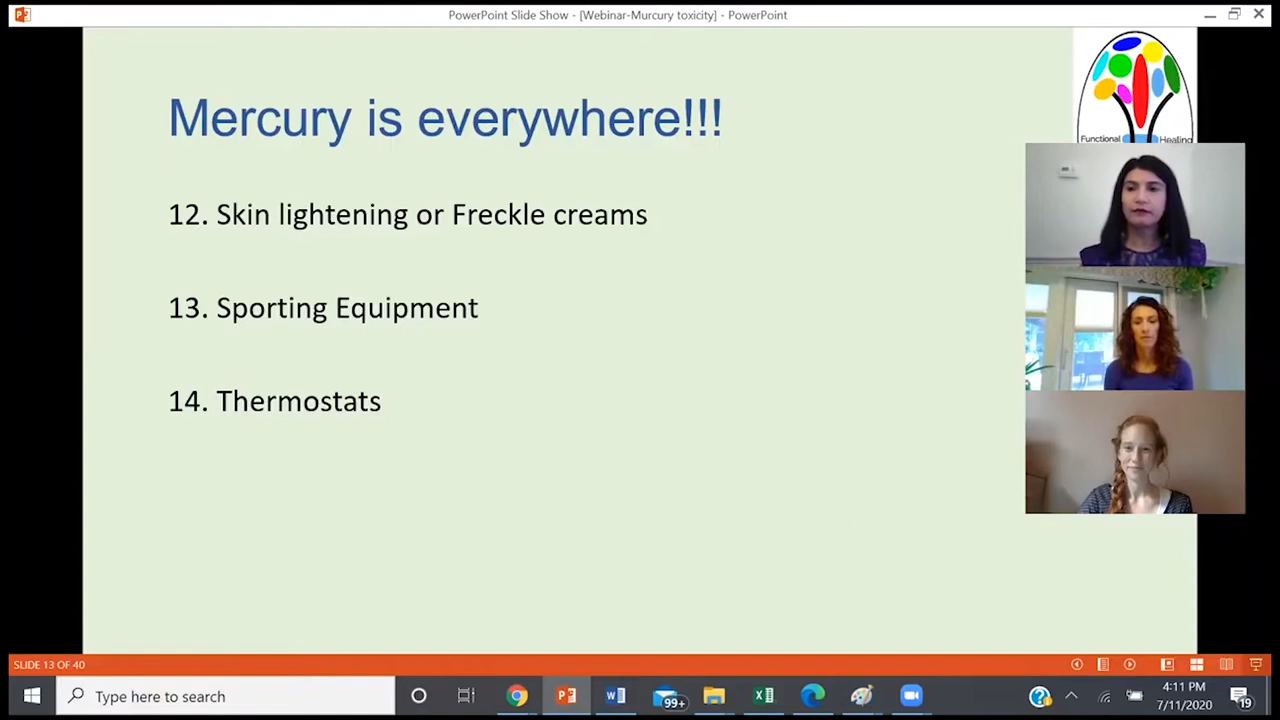 PowerPoint Slide Show - [Webinar-Murcury toxicity] - PowerPoint
Mercury is everywhere!!!
Functional Healing
12. Skin lightening or Freckle creams
13. Sporting Equipment
14. Thermostats
SLIDE 13 OF 40
Type here to search
99+
4:11 PM
7/11/2020
19